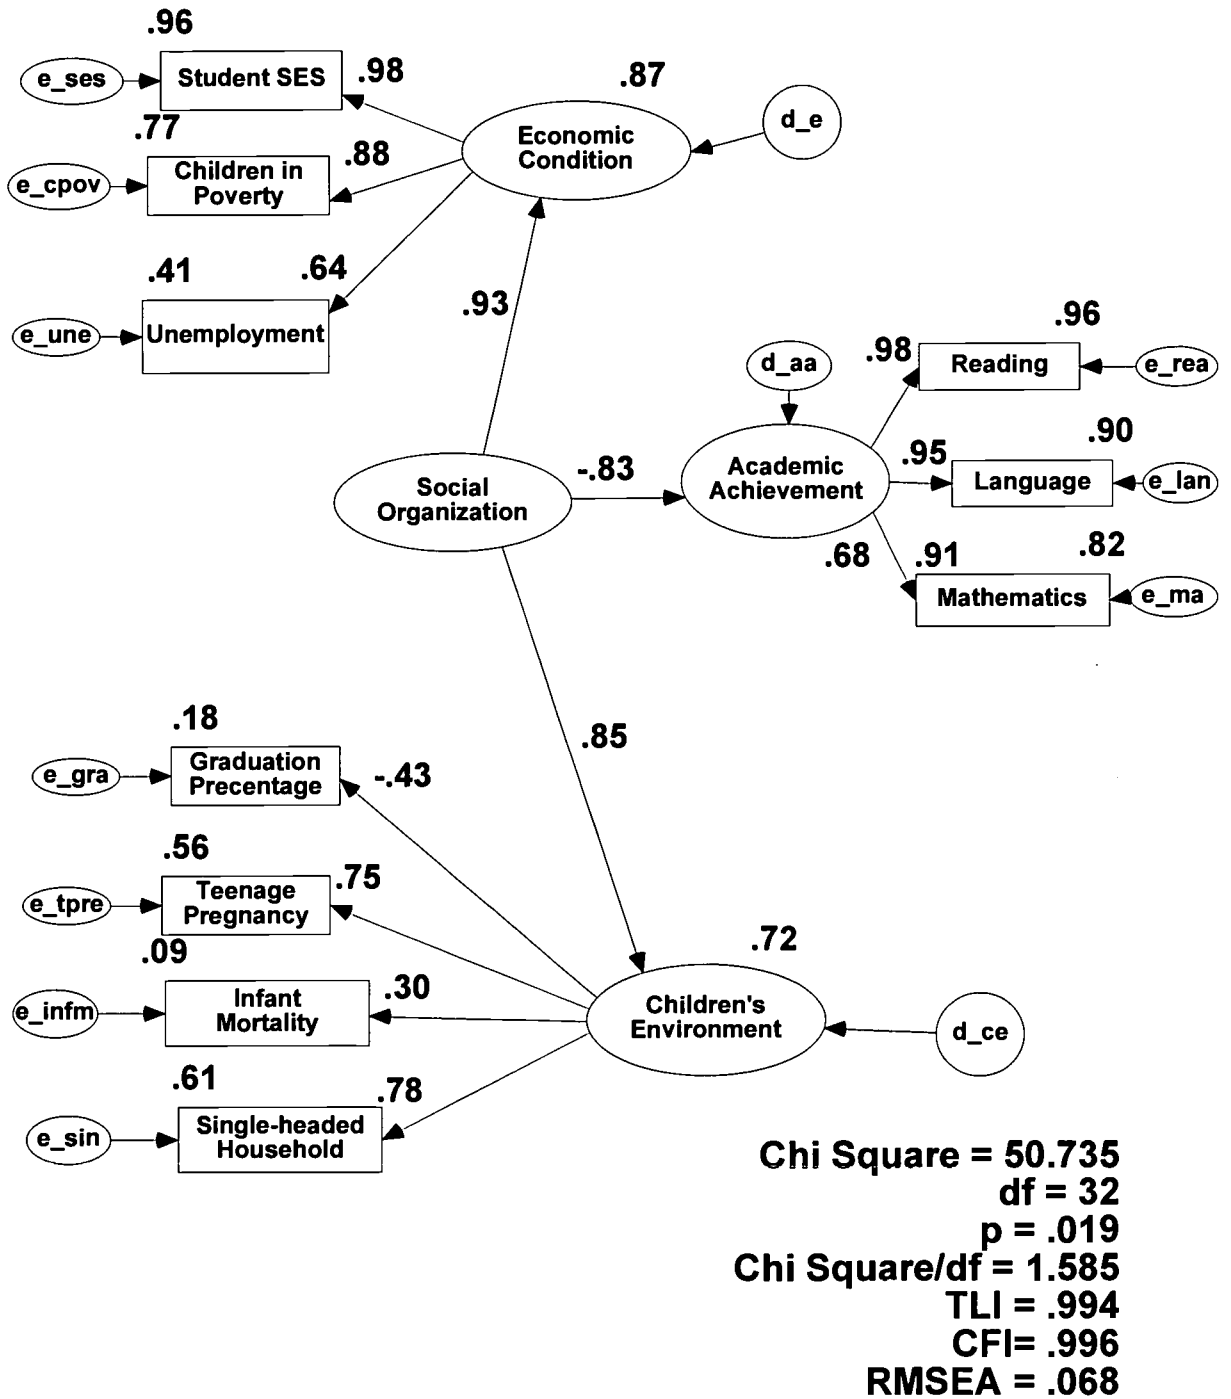 .96
e_ses
Student SES
.98
.87
d_e
Economic
Condition
.77
e_cpov
Children in
Poverty
.88
.41
.64
e_une
Unemployment
.93
.96
d_aa
.98
Reading
e_rea
.90
Academic
Achievement
.95
Language
e_lan
Social
Organization
-.83
.68
.91
.82
Mathematics
e_ma
.18
.85
e_gra
Graduation
Precentage
-.43
.56
e_tpre
Teenage
Pregnancy
.75
.09
.72
e_infm
Infant
Mortality
.30
Children's
Environment
d_ce
.61
.78
e_sin
Single-headed
Household
Chi Square = 50.735
df = 32
p = .019
Chi Square/df = 1.585
TLI = .994
CFI= .996
RMSEA = .068